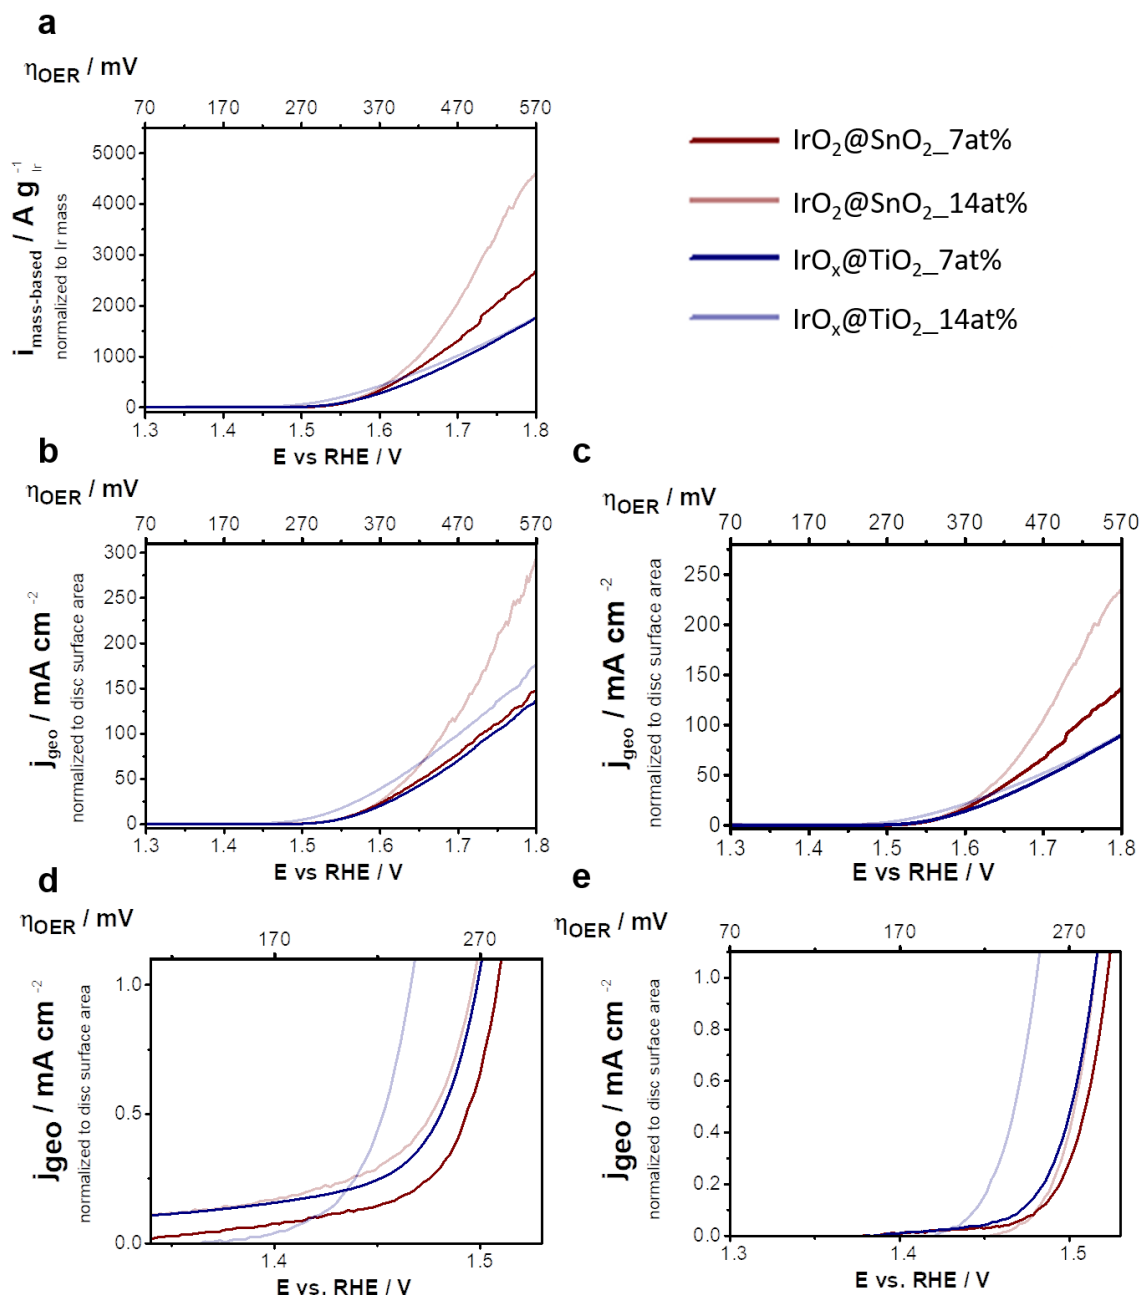 a
ηOER / mV
70 170 270 370 470 570
5000
4000
3000
2000
1000
0
imass-based / A g-1Ir
normalized to Ir mass
1.3 1.4 1.5 1.6 1.7 1.8
E vs RHE / V
IrO2@SnO2_7at%
IrO2@SnO2_14at%
IrOx@TiO2_7at%
IrOx@TiO2_14at%
b
ηOER / mV
70 170 270 370 470 570
300
250
200
150
100
50
0
jgeo / mA cm-2
normalized to disc surface area
1.3 1.4 1.5 1.6 1.7 1.8
E vs RHE / V
c
ηOER / mV
70 170 270 370 470 570
250
200
150
100
50
0
jgeo / mA cm-2
normalized to disc surface area
1.3 1.4 1.5 1.6 1.7 1.8
E vs RHE / V
d
ηOER / mV
170 270
1.0
0.5
0.0
jgeo / mA cm-2
normalized to disc surface area
1.4 1.5
E vs. RHE / V
e
ηOER / mV
70 170 270
1.0
0.8
0.6
0.4
0.2
0.0
jgeo / mA cm-2
normalized to disc surface area
1.3 1.4 1.5
E vs. RHE / V